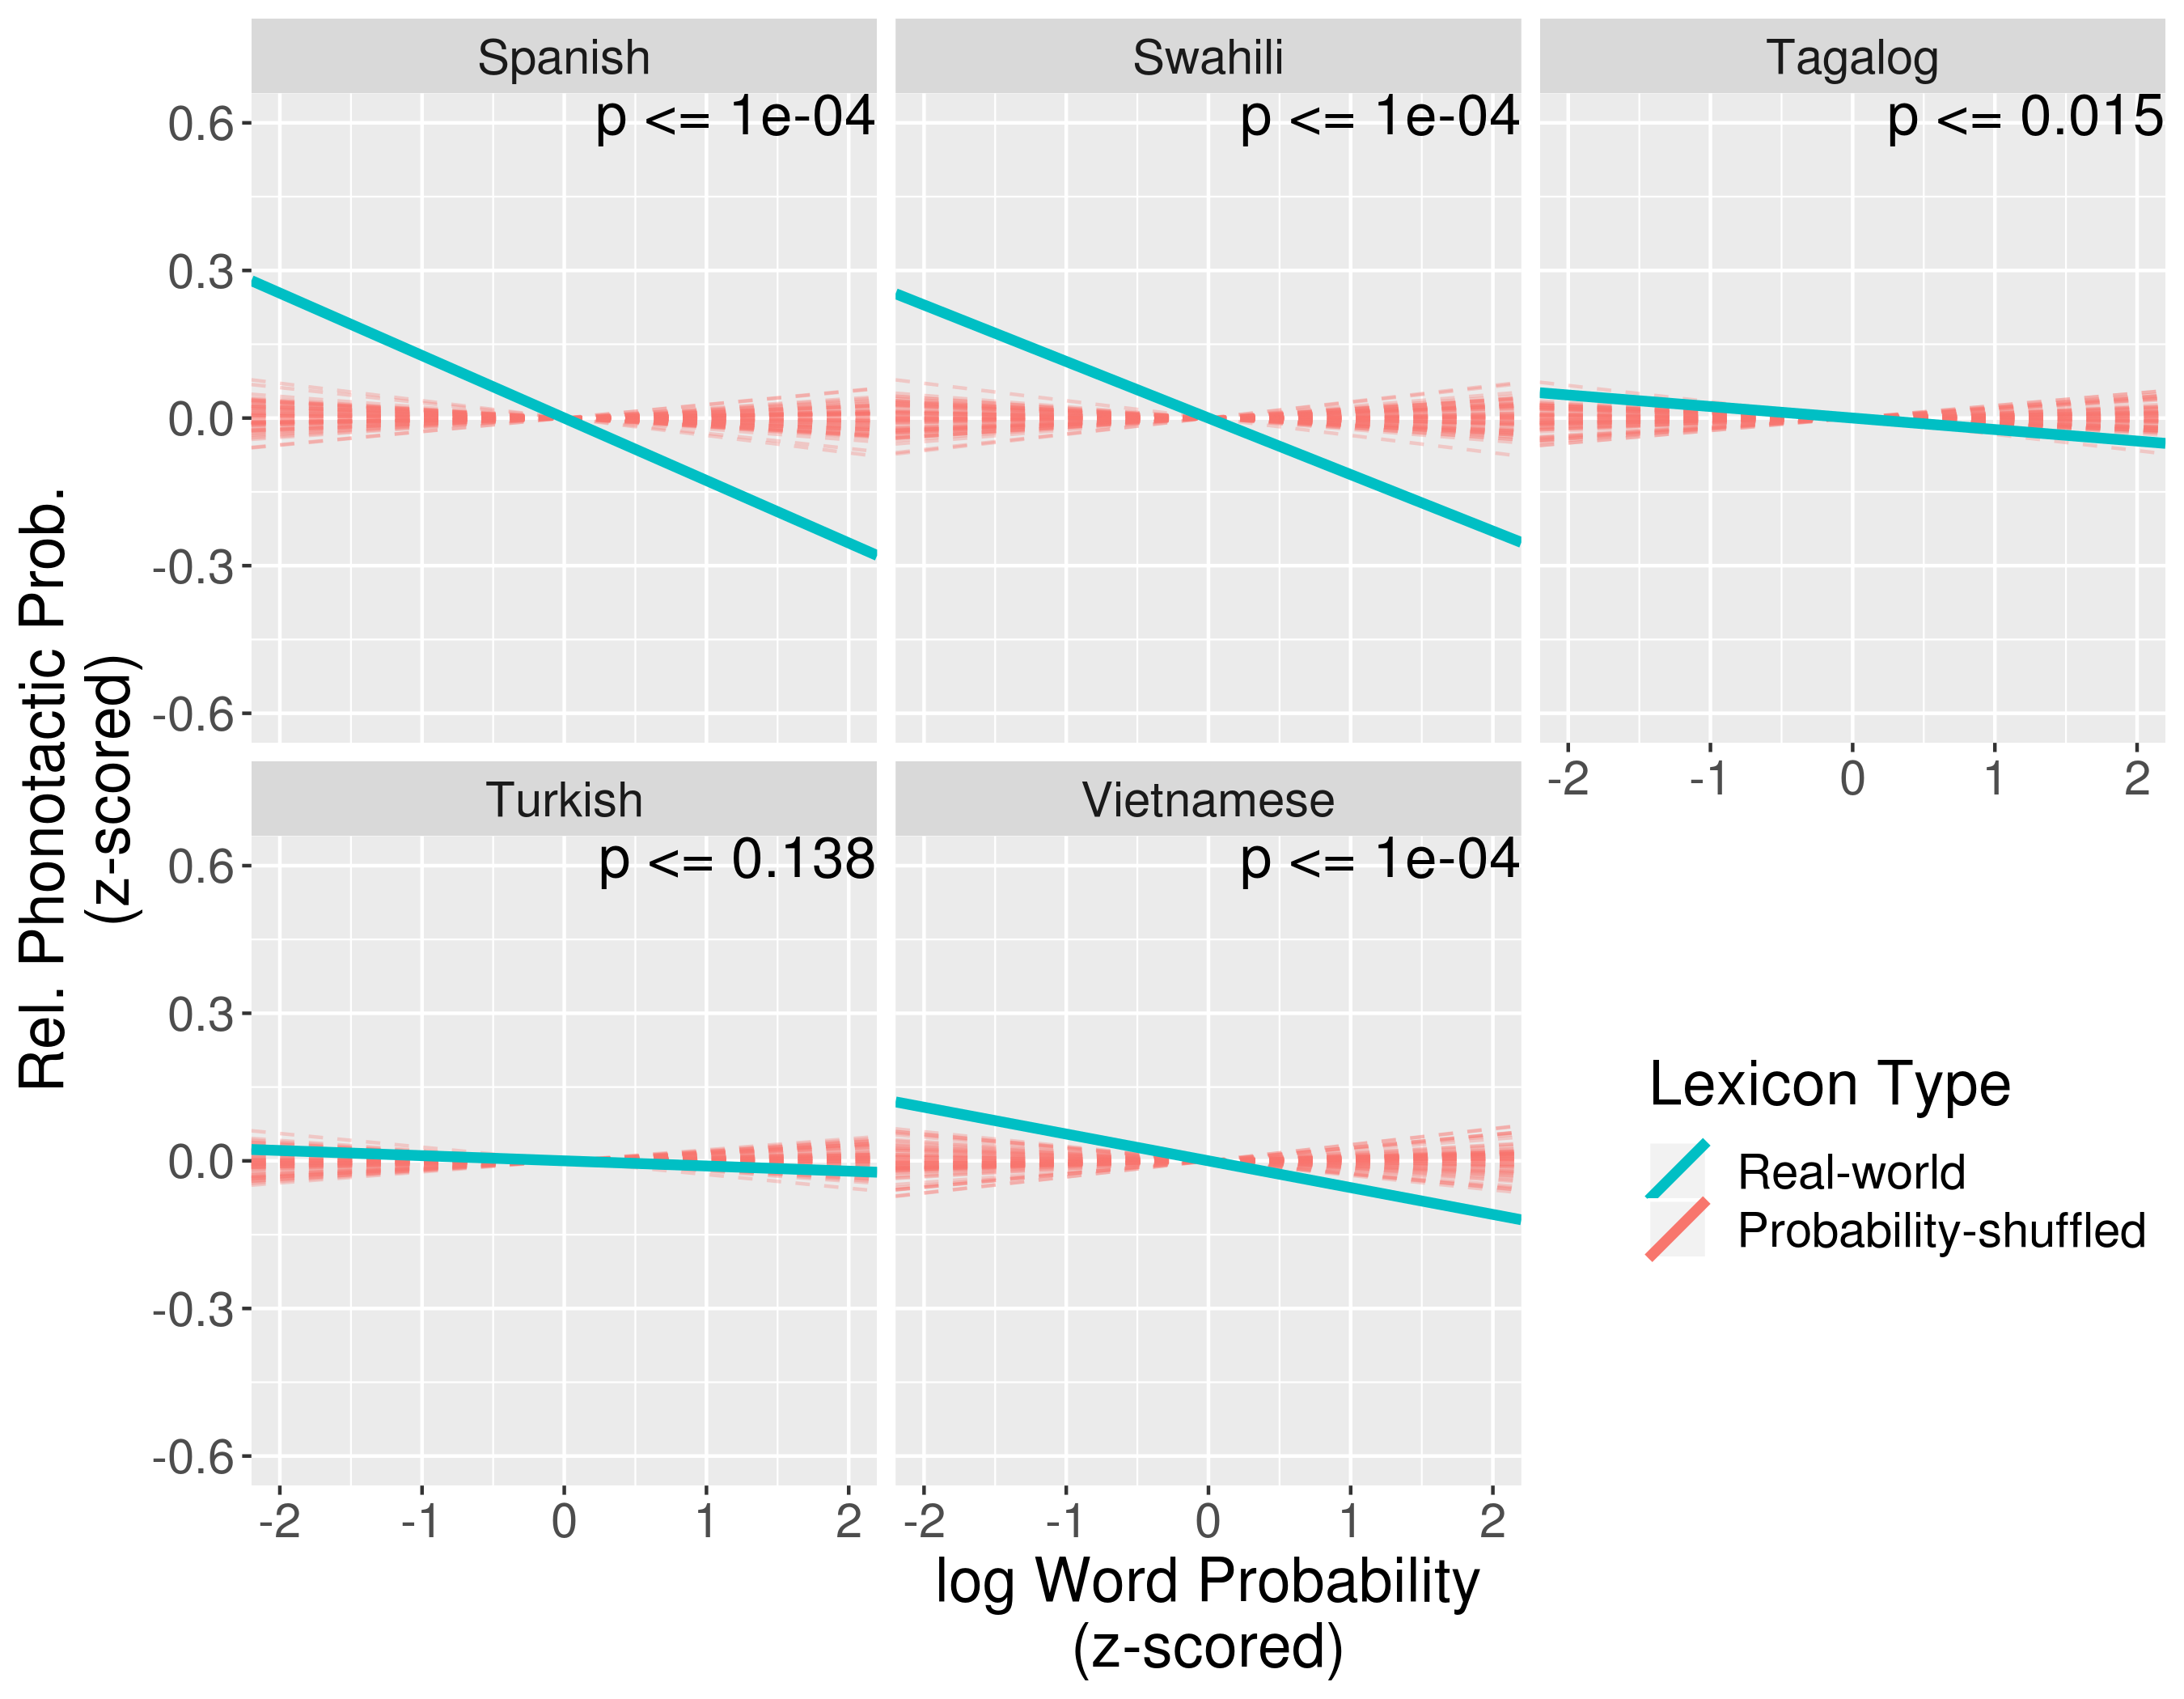 Spanish
Swahili
Tagalog
p <= 1e-04
p <= 1e-04
p <= 0.015
0.6
0.3
0.0
-0.3
-0.6
-2 -1 0 1 2
Turkish
Vietnamese
p <= 0.138
p <= 1e-04
0.6
0.3
0.0
-0.3
-0.6
-2 -1 0 1 2
-2 -1 0 1 2
Rel. Phonotactic Prob.
(z-scored)
log Word Probability
(z-scored)
Lexicon Type
Real-world
Probability-shuffled